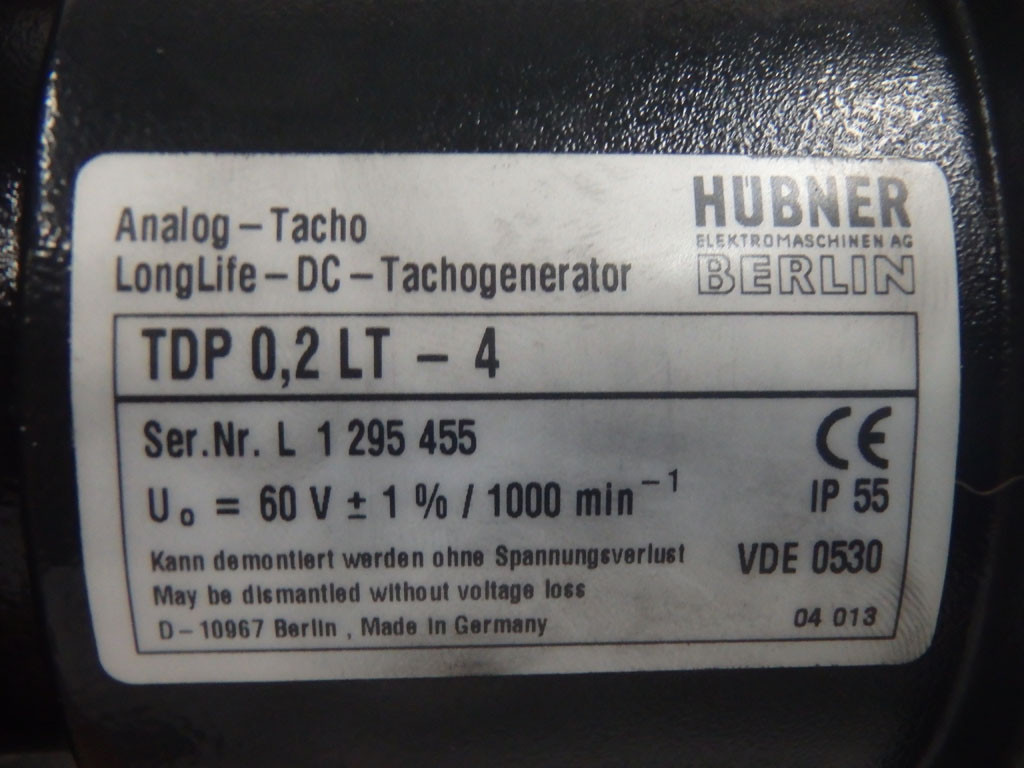 Analog – Tacho
LongLife – DC – Tachogenerator
HÜBNER
ELEKTROMASCHINEN AG
BERLIN
TDP 0,2 LT – 4
Ser.Nr. L 1 295 455
CE
U₀ = 60 V ± 1 % / 1000 min⁻¹
IP 55
Kann demontiert werden ohne Spannungsverlust
VDE 0530
May be dismantled without voltage loss
D – 10967 Berlin , Made in Germany
04 013